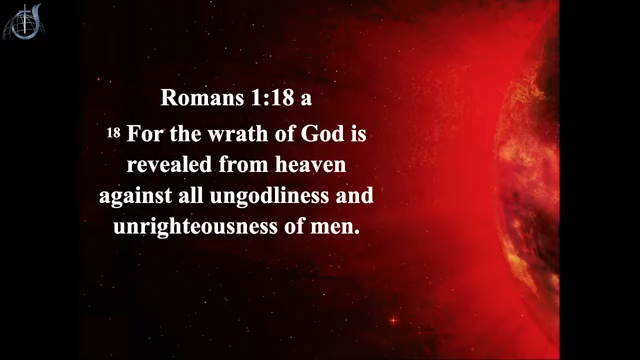 Romans 1:18 a
18 For the wrath of God is
revealed from heaven
against all ungodliness and
unrighteousness of men.